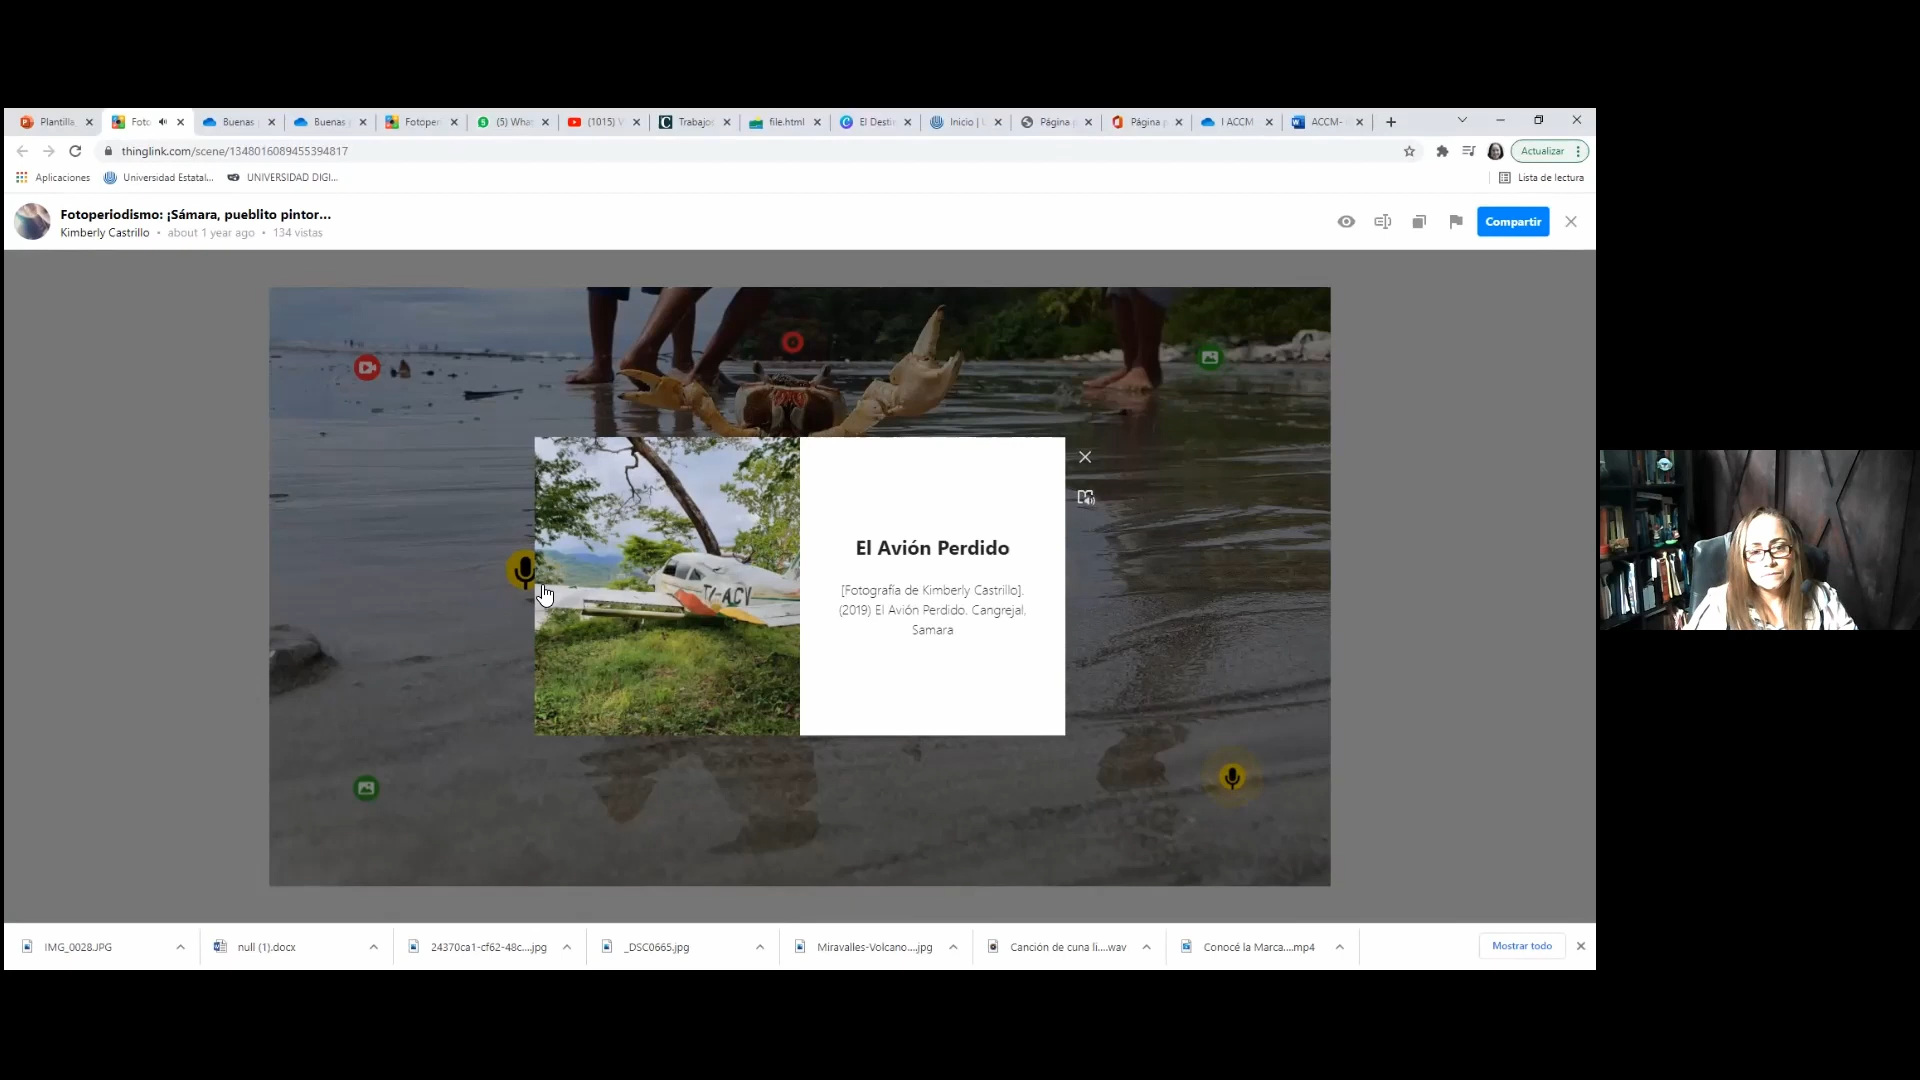 Plantilla
Foto
Buenas
Buenas
Fotoper
(5) What
(1015) V
Trabajo
file.html
El Desti
Inicio | U
Página p
Página p
I ACCM
ACCM-
thinglink.com/scene/1348016089455394817
Actualizar
Aplicaciones
Universidad Estatal...
UNIVERSIDAD DIGI...
Lista de lectura
Fotoperiodismo: ¡Sámara, pueblito pintor...
Kimberly Castrillo • about 1 year ago • 134 vistas
Compartir
TI-ACV
El Avión Perdido
[Fotografía de Kimberly Castrillo].
(2019) El Avión Perdido. Cangrejal,
Samara
IMG_0028.JPG
null (1).docx
24370ca1-cf62-48c....jpg
_DSC0665.jpg
Miravalles-Volcano....jpg
Canción de cuna li....wav
Conocé la Marca....mp4
Mostrar todo